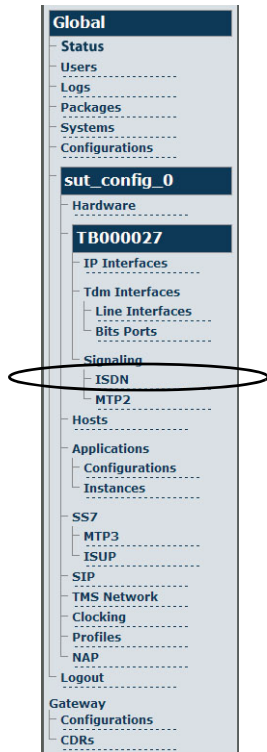 Global
Status
Users
Logs
Packages
Systems
Configurations
sut_config_0
Hardware
TB000027
IP Interfaces
Tdm Interfaces
Line Interfaces
Bits Ports
Signaling
ISDN
MTP2
Hosts
Applications
Configurations
Instances
SS7
MTP3
ISUP
SIP
TMS Network
Clocking
Profiles
NAP
Logout
Gateway
Configurations
CDRs